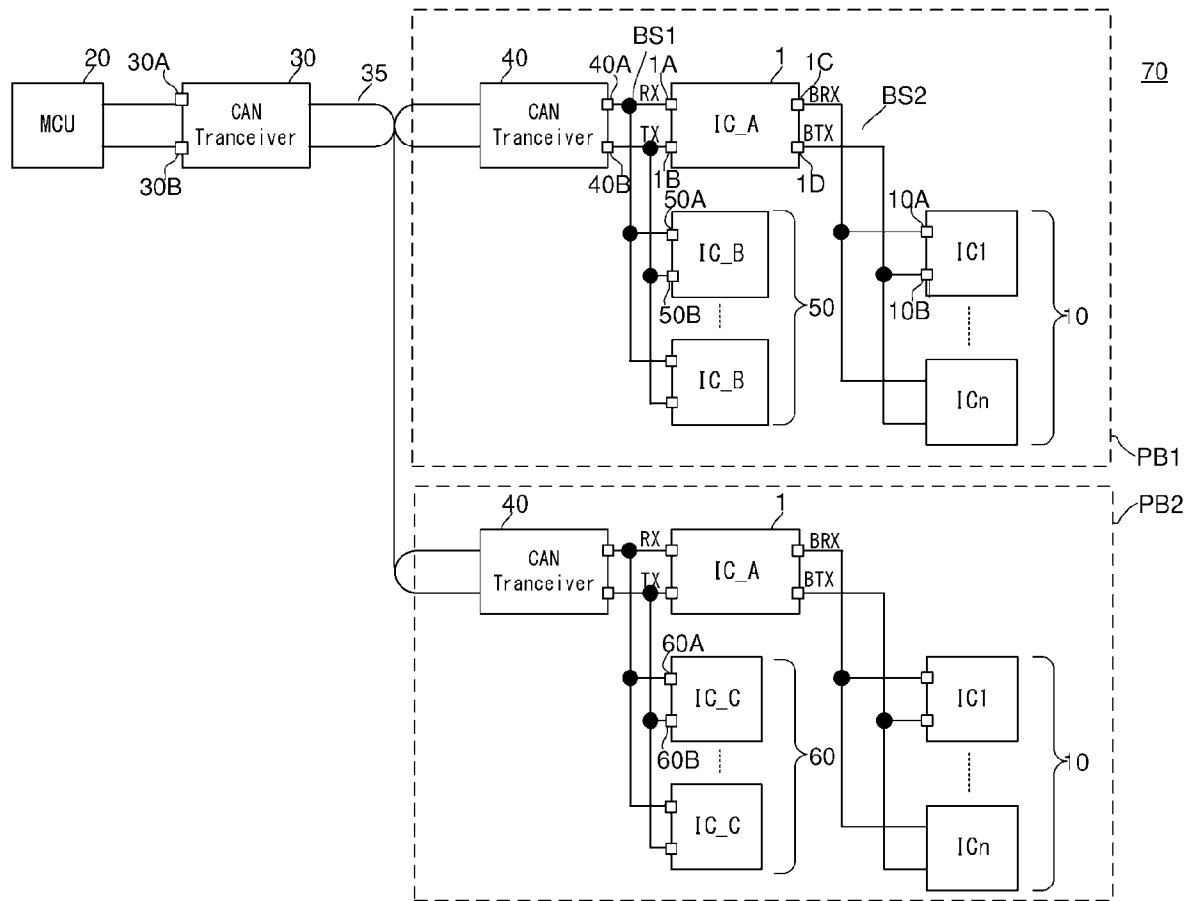 70
20
30A
30
35
40
40A
BS1
1A
1
1C
BS2
MCU
CAN
Tranceiver
CAN
Tranceiver
RX
TX
IC_A
BRX
BTX
30B
40B
1B
1D
50A
10A
IC_B
50
IC1
10
50B
10B
IC_B
ICn
PB1
PB2
40
1
CAN
Tranceiver
RX
TX
IC_A
BRX
BTX
60A
IC_C
60
IC1
10
60B
IC_C
ICn